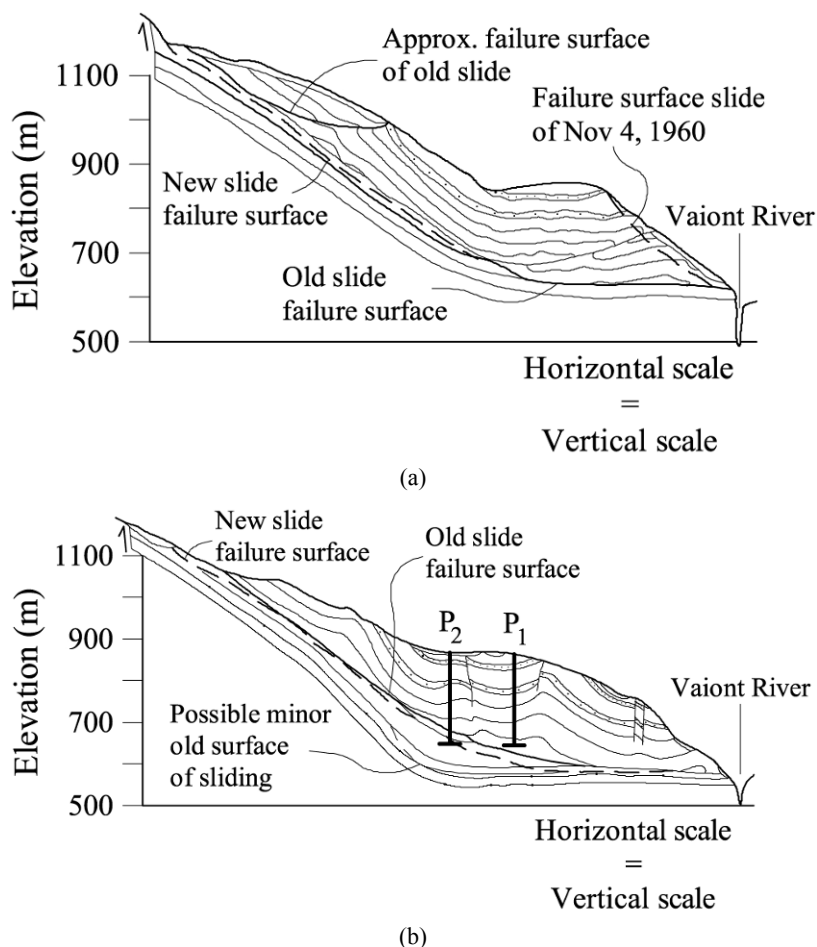 Approx. failure surface
of old slide
Failure surface slide
of Nov 4, 1960
New slide
failure surface
Vaiont River
Old slide
failure surface
Elevation (m)
1100
900
700
500
Horizontal scale
=
Vertical scale
(a)
New slide
failure surface
Old slide
failure surface
P2
P1
Vaiont River
Possible minor
old surface
of sliding
Elevation (m)
1100
900
700
500
Horizontal scale
=
Vertical scale
(b)